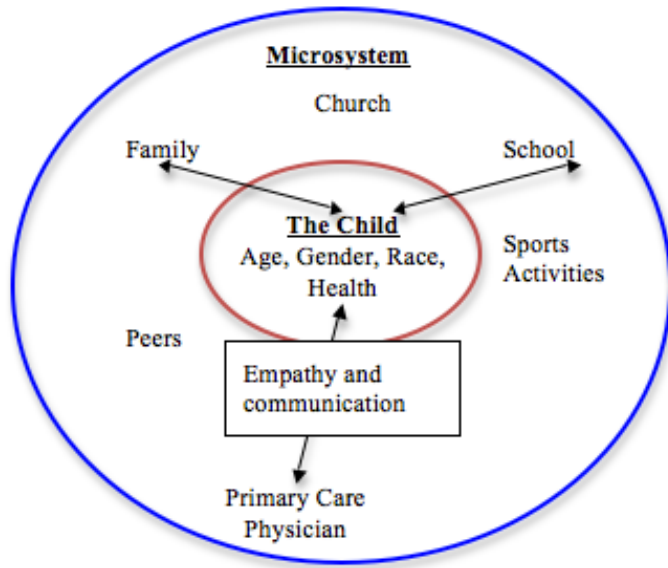 Microsystem
Church
Family
School
The Child
Age, Gender, Race,
Health
Sports
Activities
Peers
Empathy and
communication
Primary Care
Physician